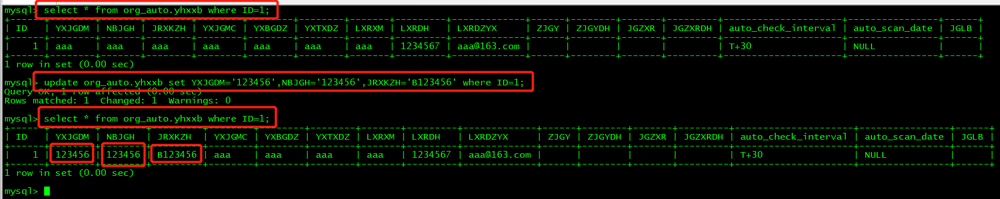 mysql> select * from org_auto.yhxxb where ID=1;
+------+--------+--------+--------+--------+--------+--------+-------+---------+-------------+------+--------+-------+---------+---------------------+----------------+------+
| ID | YXJGDM | NBJGH | JRXKZH | YXJGMC | YXBGDZ | YXTXDZ | LXRXM | LXRDH | LXRDZYX | ZJGY | ZJGYDH | JGZXR | JGZXRDH | auto_check_interval | auto_scan_date | JGLB |
+------+--------+--------+--------+--------+--------+--------+-------+---------+-------------+------+--------+-------+---------+---------------------+----------------+------+
| 1 | aaa | aaa | aaa | aaa | aaa | aaa | aaa | 1234567 | aaa@163.com | | | | | T+30 | NULL | |
+------+--------+--------+--------+--------+--------+--------+-------+---------+-------------+------+--------+-------+---------+---------------------+----------------+------+
1 row in set (0.00 sec)
mysql> update org_auto.yhxxb set YXJGDM='123456',NBJGH='123456',JRXKZH='B123456' where ID=1;
Query OK, 1 row affected (0.00 sec)
Rows matched: 1 Changed: 1 Warnings: 0
mysql> select * from org_auto.yhxxb where ID=1;
+------+--------+--------+---------+--------+--------+--------+-------+---------+-------------+------+--------+-------+---------+---------------------+----------------+------+
| ID | YXJGDM | NBJGH | JRXKZH | YXJGMC | YXBGDZ | YXTXDZ | LXRXM | LXRDH | LXRDZYX | ZJGY | ZJGYDH | JGZXR | JGZXRDH | auto_check_interval | auto_scan_date | JGLB |
+------+--------+--------+---------+--------+--------+--------+-------+---------+-------------+------+--------+-------+---------+---------------------+----------------+------+
| 1 | 123456 | 123456 | B123456 | aaa | aaa | aaa | aaa | 1234567 | aaa@163.com | | | | | T+30 | NULL | |
+------+--------+--------+---------+--------+--------+--------+-------+---------+-------------+------+--------+-------+---------+---------------------+----------------+------+
1 row in set (0.00 sec)
mysql>